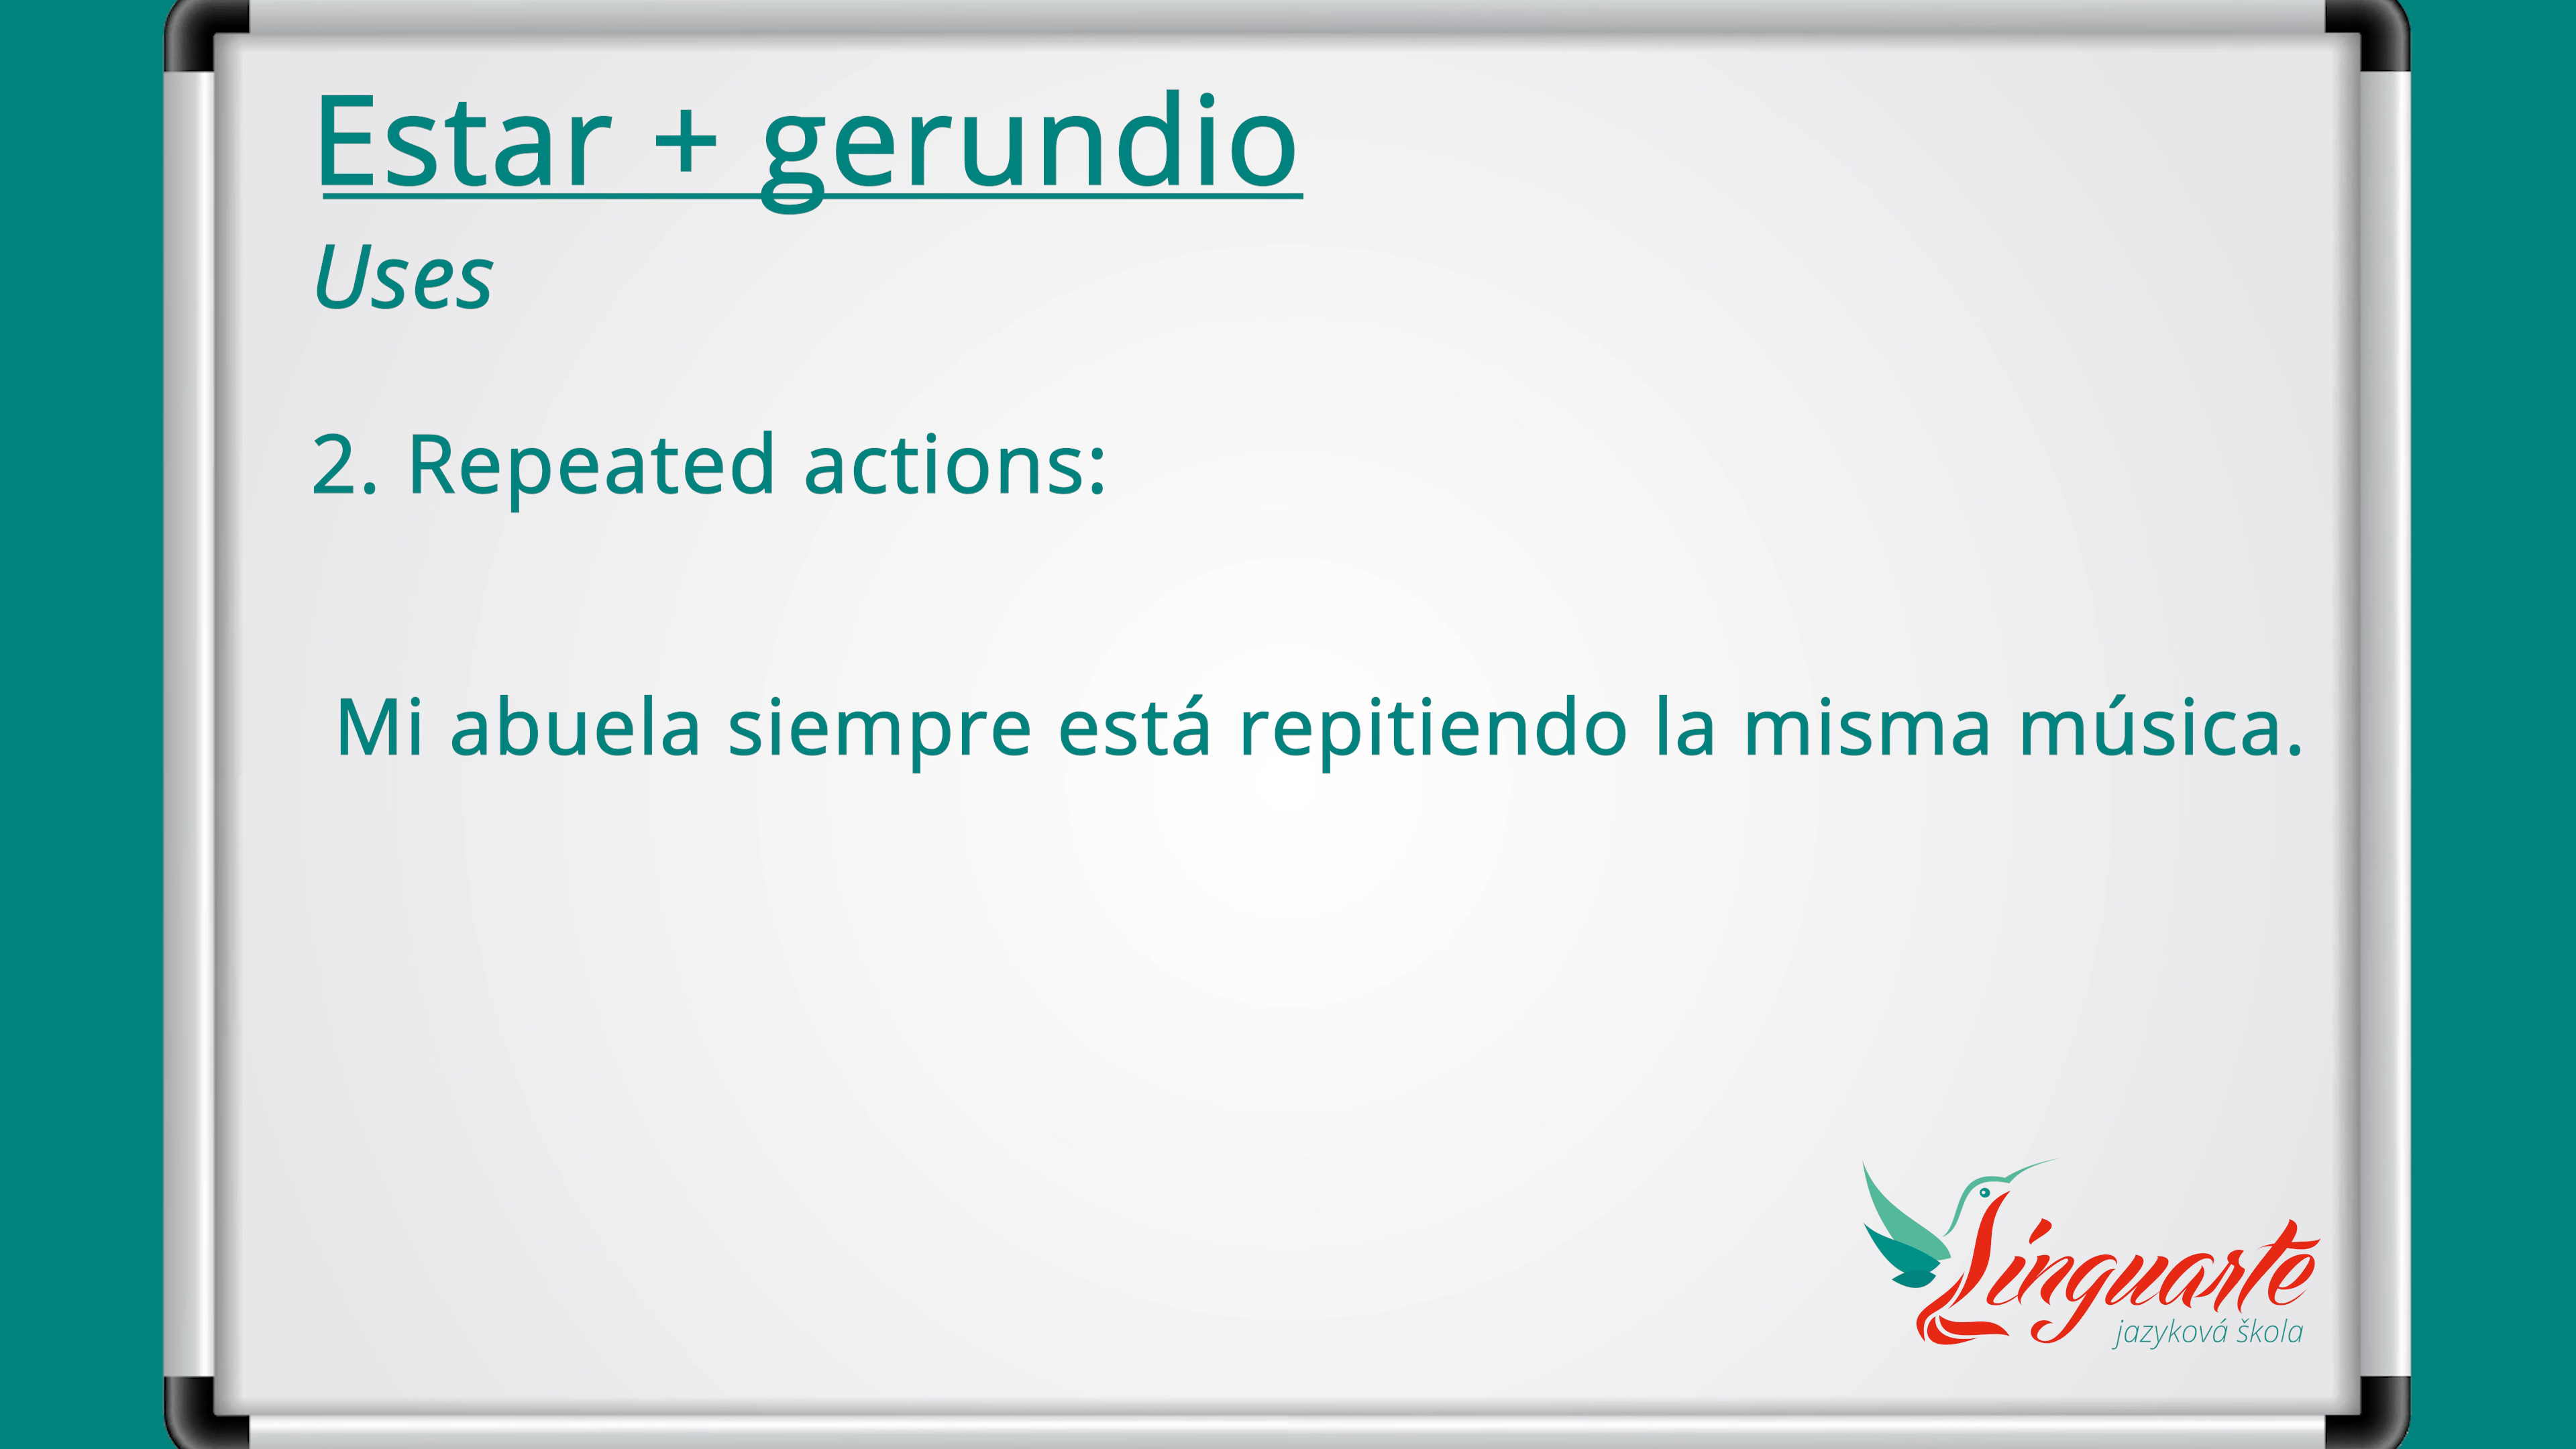 Estar + gerundio
Uses
2. Repeated actions:
Mi abuela siempre está repitiendo la misma música.
Linguarte
jazyková škola